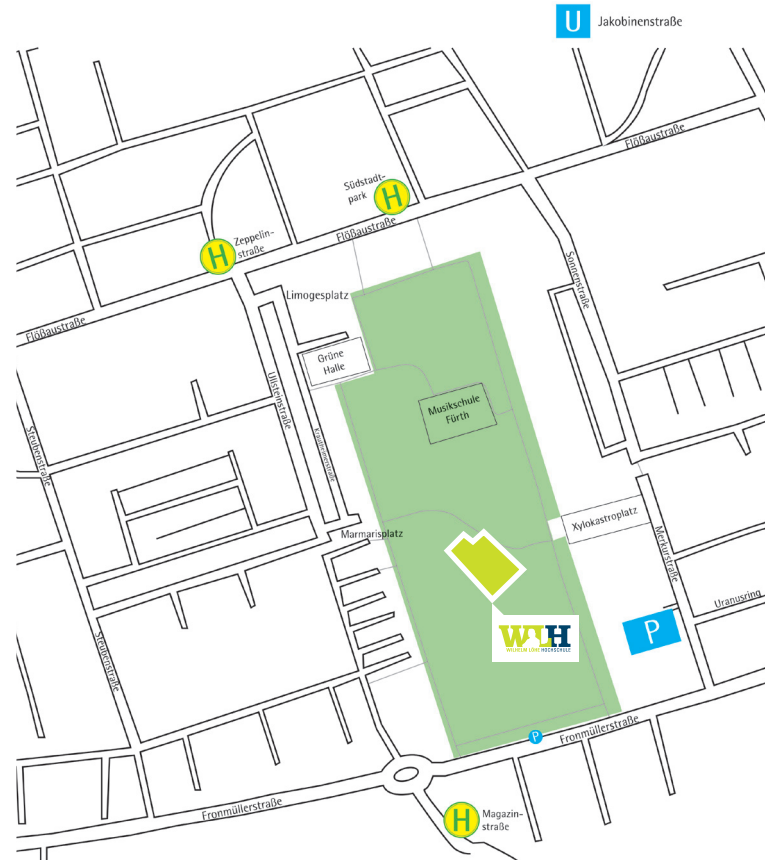 U
Jakobinenstraße
Flößaustraße
Südstadt-
park
H
Flößaustraße
Zeppelin-
straße
H
Sonnenstraße
Limogesplatz
Flößaustraße
Grüne
Halle
Ullsteinstraße
Musikschule
Fürth
Steubenstraße
Xylokastroplatz
Marmarisplatz
Merkurstraße
Uranusring
P
WLH
WILHELM LÖHE HOCHSCHULE
Steubenstraße
P
Fronmüllerstraße
Fronmüllerstraße
H
Magazin-
straße